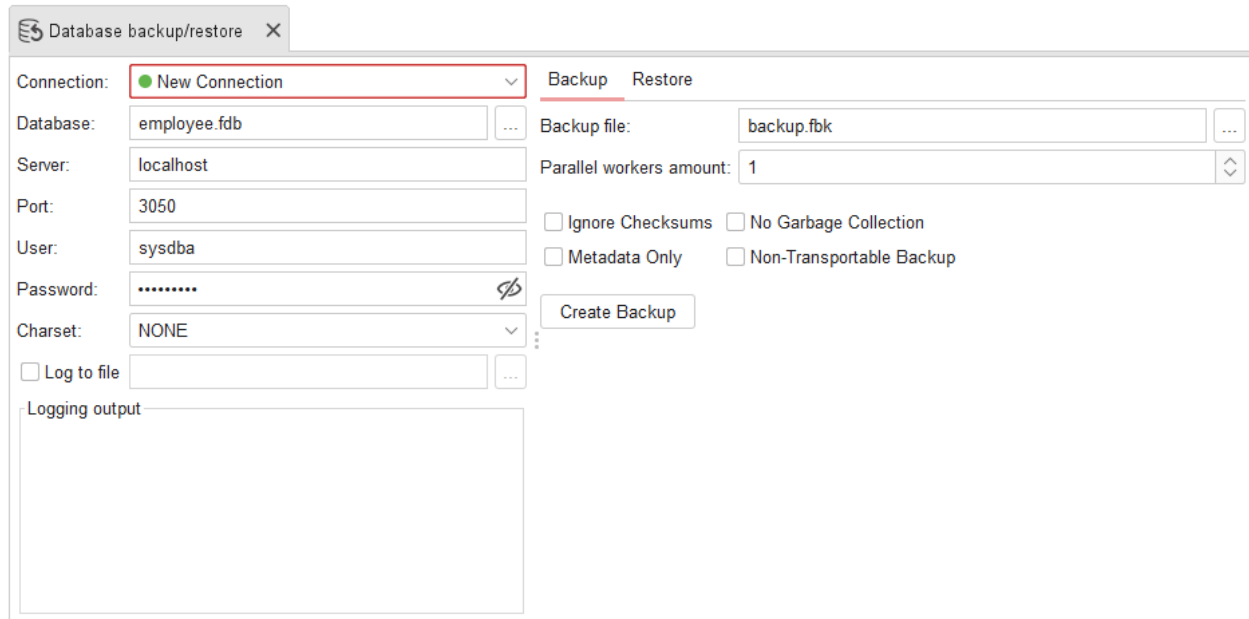 Database backup/restore
Connection: New Connection
Database: employee.fdb ...
Server: localhost
Port: 3050
User: sysdba
Password: •••••••••
Charset: NONE
Log to file ...
Logging output
Backup Restore
Backup file: backup.fbk ...
Parallel workers amount: 1
Ignore Checksums No Garbage Collection
Metadata Only Non-Transportable Backup
Create Backup